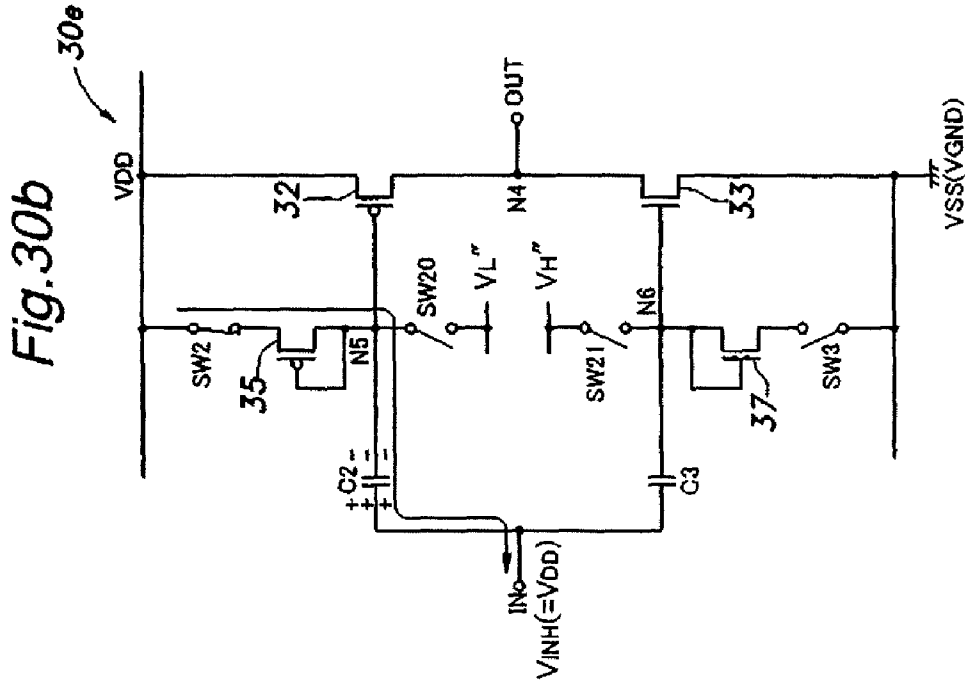 Fig.30b
30e
VDD
SW2
35
32
N5
SW20
VL"
C2
+ + +
- - -
N4
OUT
IN
VINH(=VDD)
VH"
SW21
N6
C3
33
37
SW3
VSS(VGND)